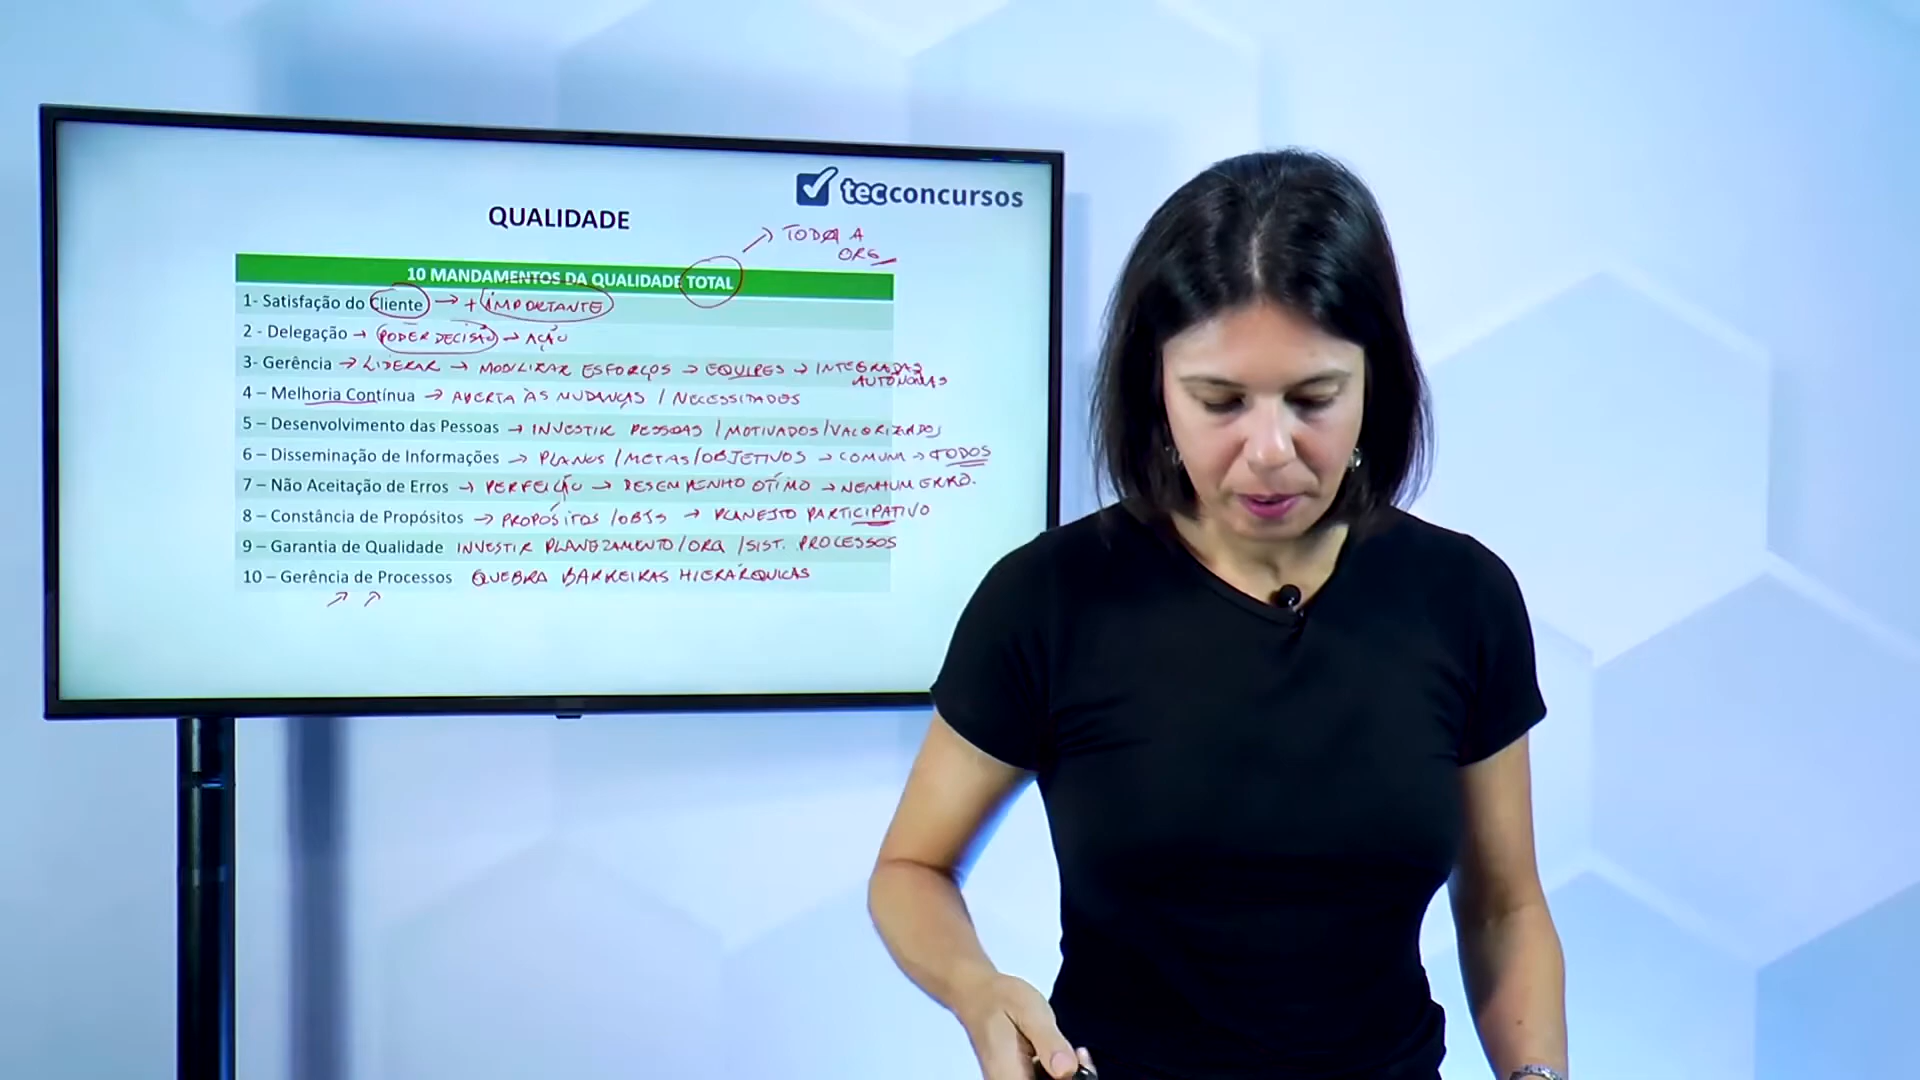 tecconcursos
QUALIDADE
→ TODA A
ORG
10 MANDAMENTOS DA QUALIDADE TOTAL
1- Satisfação do Cliente → + IMPORTANTE
2 - Delegação → PODER DECISÃO → AÇÃO
3- Gerência → LIDERAR → MOBILIZAR ESFORÇOS → EQUIPES → INTEGRADAS
AUTÔNOMAS
4 – Melhoria Contínua → ABERTA ÀS MUDANÇAS / NECESSIDADES
5 – Desenvolvimento das Pessoas → INVESTIR PESSOAS / MOTIVADOS / VALORIZADOS
6 – Disseminação de Informações → PLANOS / METAS / OBJETIVOS → COMUM → TODOS
7 – Não Aceitação de Erros → PERFEIÇÃO → DESEMPENHO ÓTIMO → NENHUM ERRO.
8 – Constância de Propósitos → PROPÓSITOS / OBJS → PLANEJTO PARTICIPATIVO
9 – Garantia de Qualidade INVESTIR PLANEJAMENTO / ORG / SIST. PROCESSOS
10 – Gerência de Processos QUEBRA BARREIRAS HIERÁRQUICAS